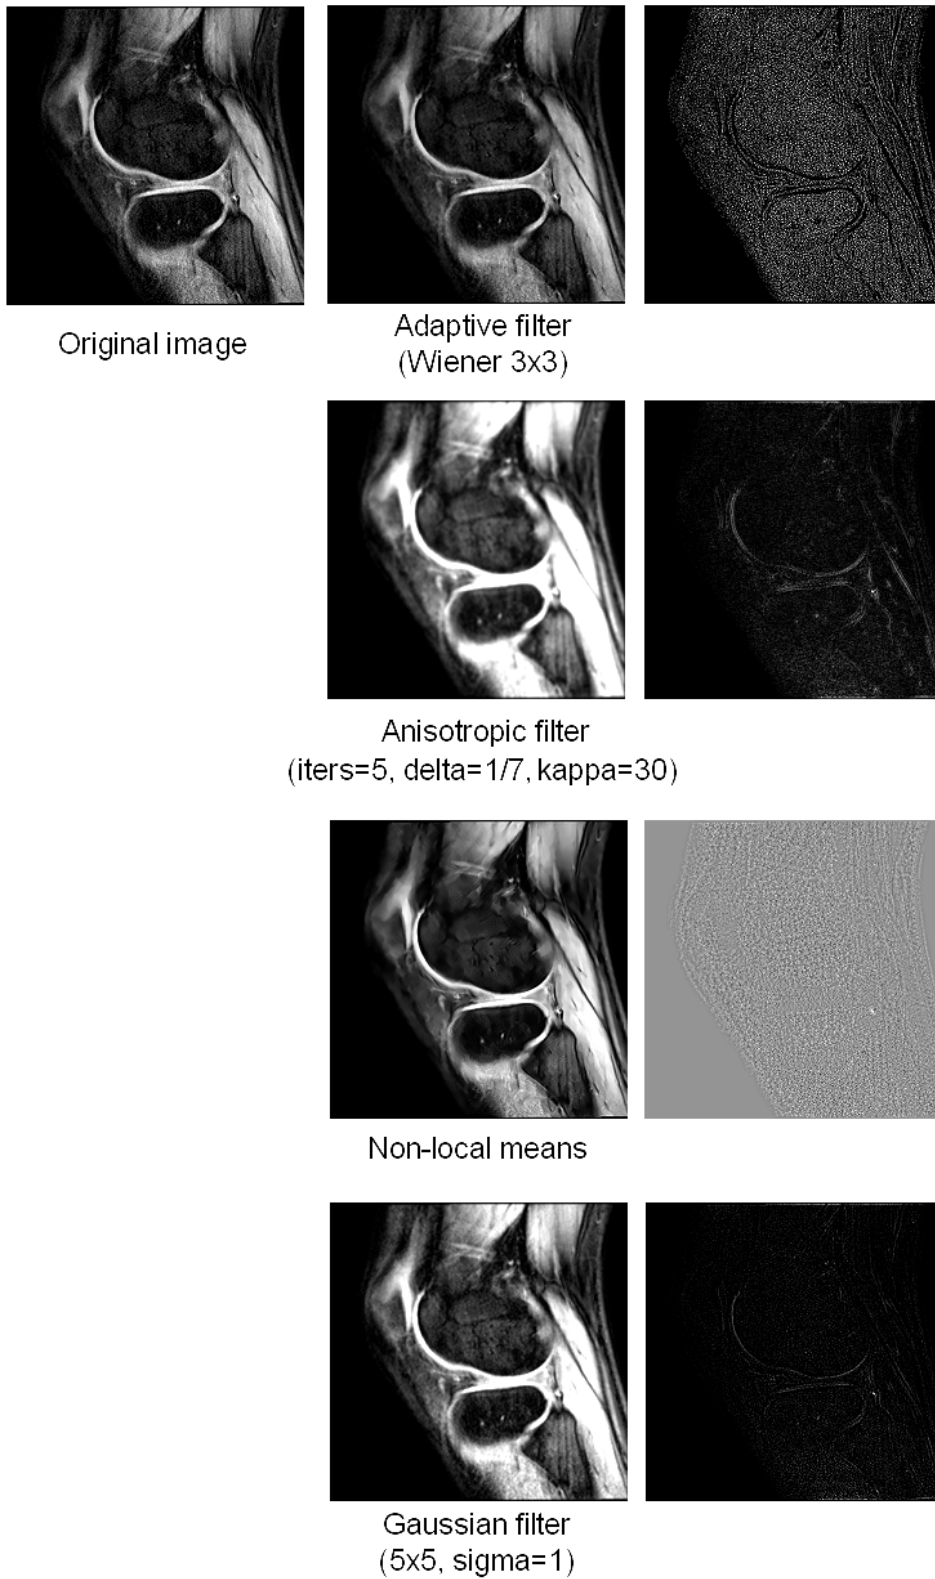 Original image
Adaptive filter
(Wiener 3x3)
Anisotropic filter
(iters=5, delta=1/7, kappa=30)
Non-local means
Gaussian filter
(5x5, sigma=1)